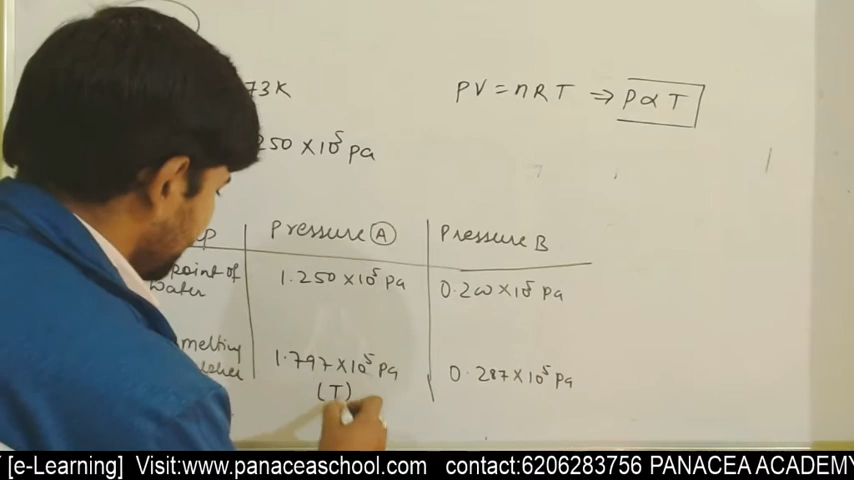 73K
PV = nRT ⇒ P α T
250 × 10⁵ pa
Pressure (A) Pressure B
point of 1.250 × 10⁵ pa 0.200 × 10⁵ pa
water
melting 1.797 × 10⁵ pa 0.287 × 10⁵ pa
(T)
[e-Learning] Visit:www.panaceaschool.com contact:6206283756 PANACEA ACADEMY